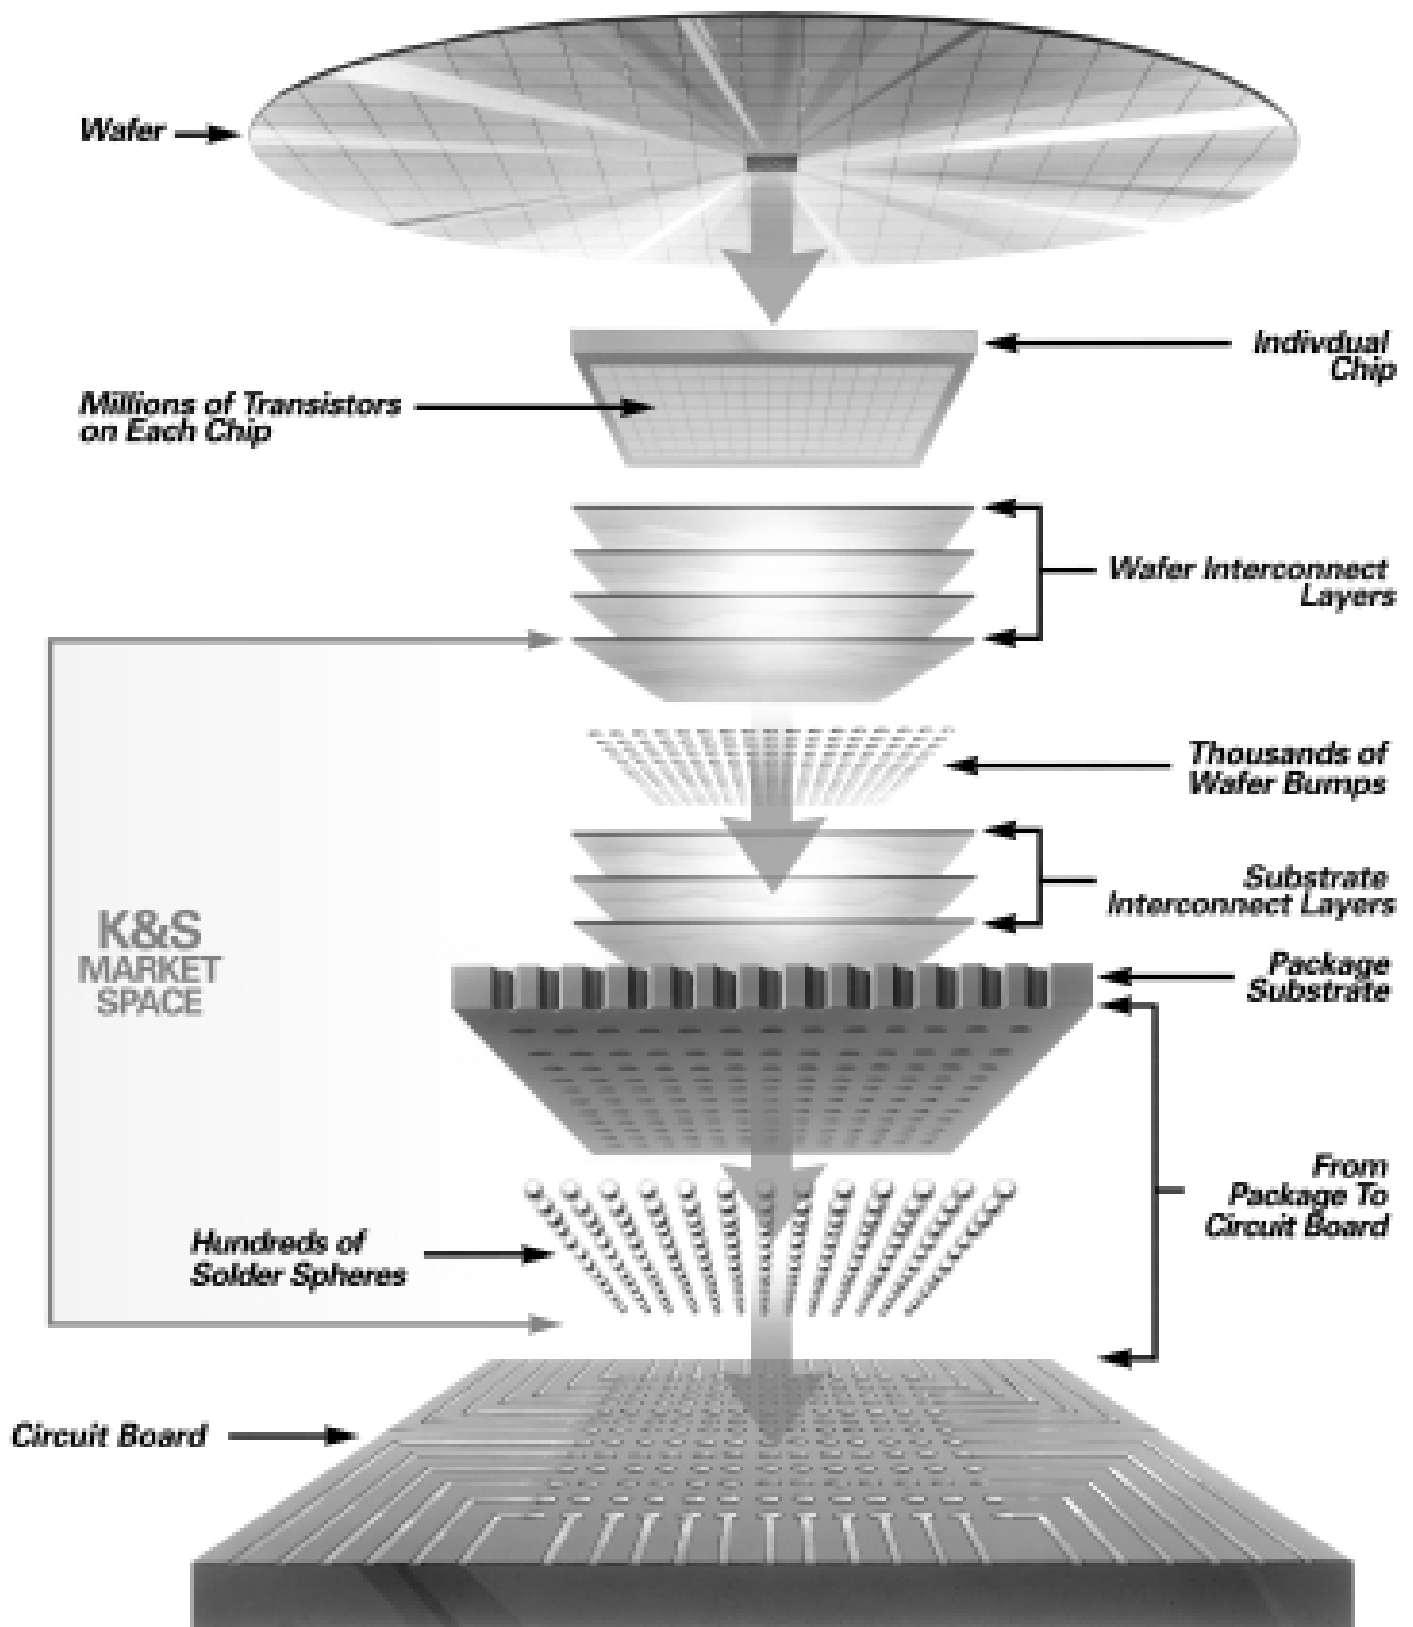 Wafer
Indivdual
Chip
Millions of Transistors
on Each Chip
Wafer Interconnect
Layers
Thousands of
Wafer Bumps
Substrate
Interconnect Layers
K&S
MARKET
SPACE
Package
Substrate
From
Package To
Circuit Board
Hundreds of
Solder Spheres
Circuit Board